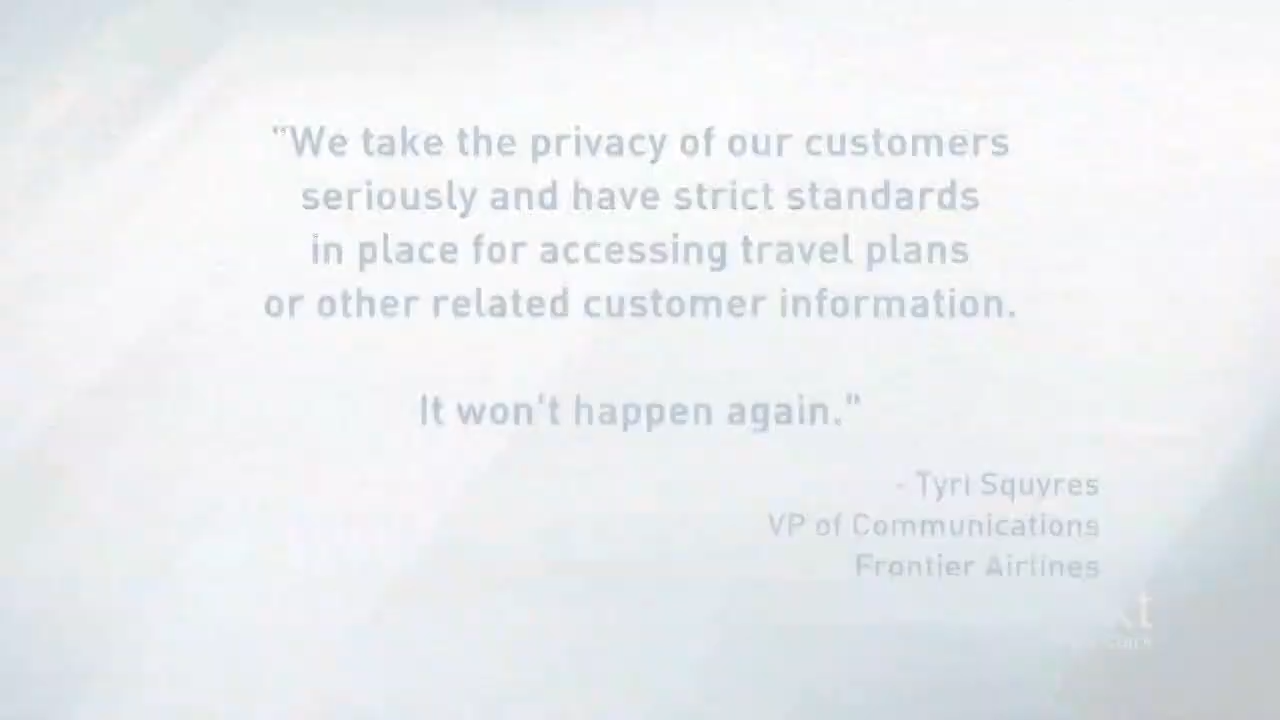 "We take the privacy of our customers
seriously and have strict standards
in place for accessing travel plans
or other related customer information.
It won't happen again."
- Tyri Squyres
VP of Communications
Frontier Airlines